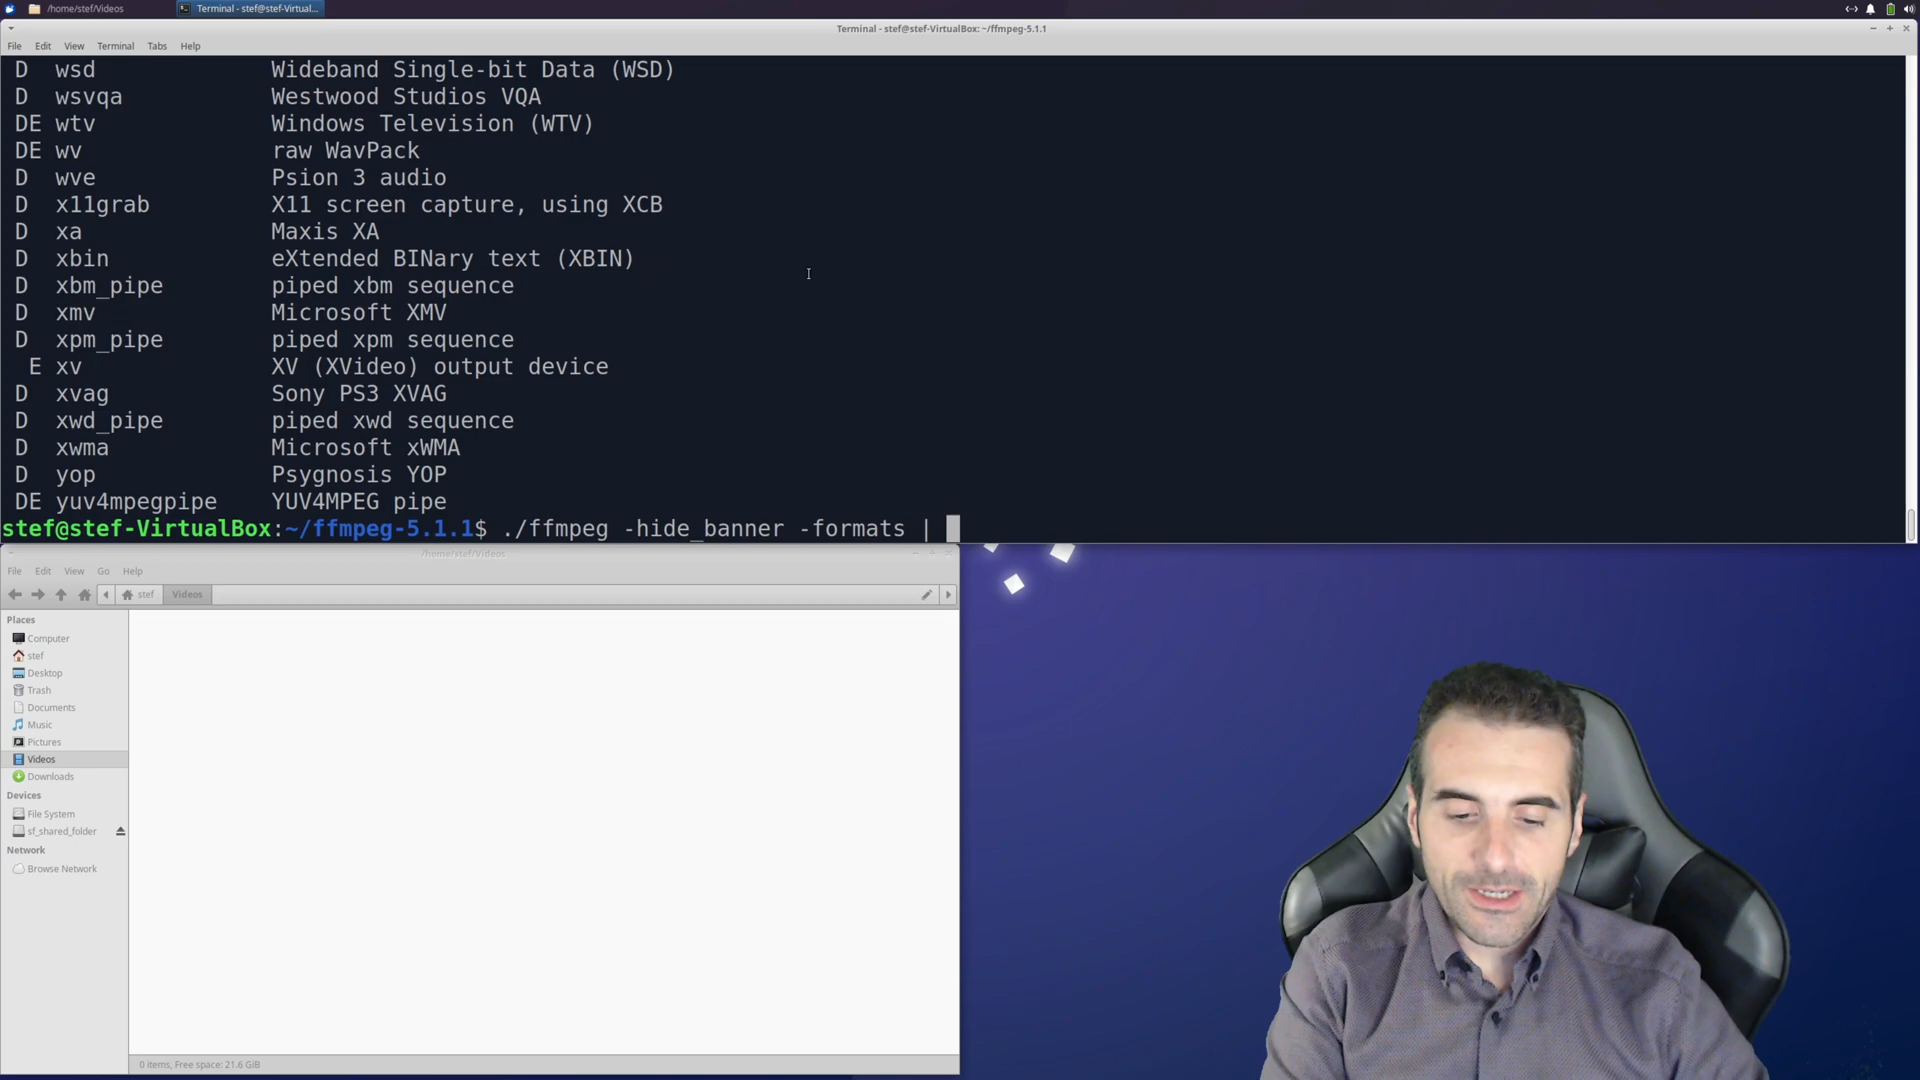 /home/stef/Videos
Terminal - stef@stef-Virtual...
Terminal - stef@stef-VirtualBox: ~/ffmpeg-5.1.1
File Edit View Terminal Tabs Help
D wsd Wideband Single-bit Data (WSD)
D wsvqa Westwood Studios VQA
DE wtv Windows Television (WTV)
DE wv raw WavPack
D wve Psion 3 audio
D x11grab X11 screen capture, using XCB
D xa Maxis XA
D xbin eXtended BINary text (XBIN)
D xbm_pipe piped xbm sequence
D xmv Microsoft XMV
D xpm_pipe piped xpm sequence
E xv XV (XVideo) output device
D xvag Sony PS3 XVAG
D xwd_pipe piped xwd sequence
D xwma Microsoft xWMA
D yop Psygnosis YOP
DE yuv4mpegpipe YUV4MPEG pipe
stef@stef-VirtualBox:~/ffmpeg-5.1.1$ ./ffmpeg -hide_banner -formats |
/home/stef/Videos
File Edit View Go Help
stef Videos
Places
Computer
stef
Desktop
Trash
Documents
Music
Pictures
Videos
Downloads
Devices
File System
sf_shared_folder
Network
Browse Network
0 items, Free space: 21.6 GiB